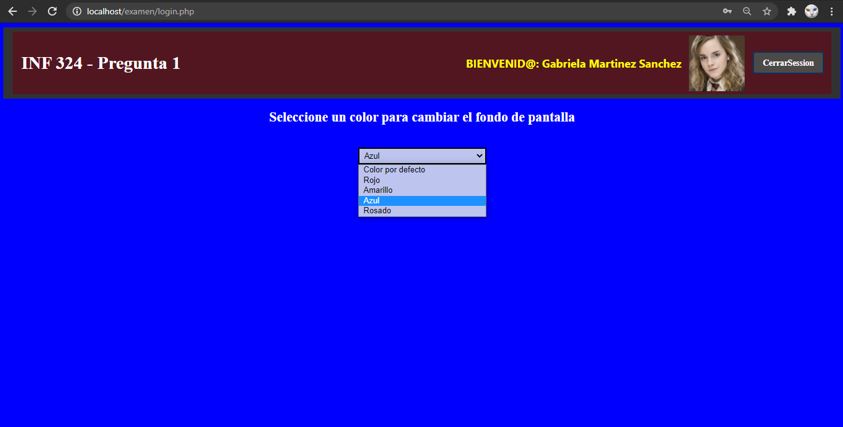 localhost/examen/login.php
INF 324 - Pregunta 1
BIENVENID@: Gabriela Martinez Sanchez
CerrarSession
Seleccione un color para cambiar el fondo de pantalla
Azul
Color por defecto
Rojo
Amarillo
Azul
Rosado